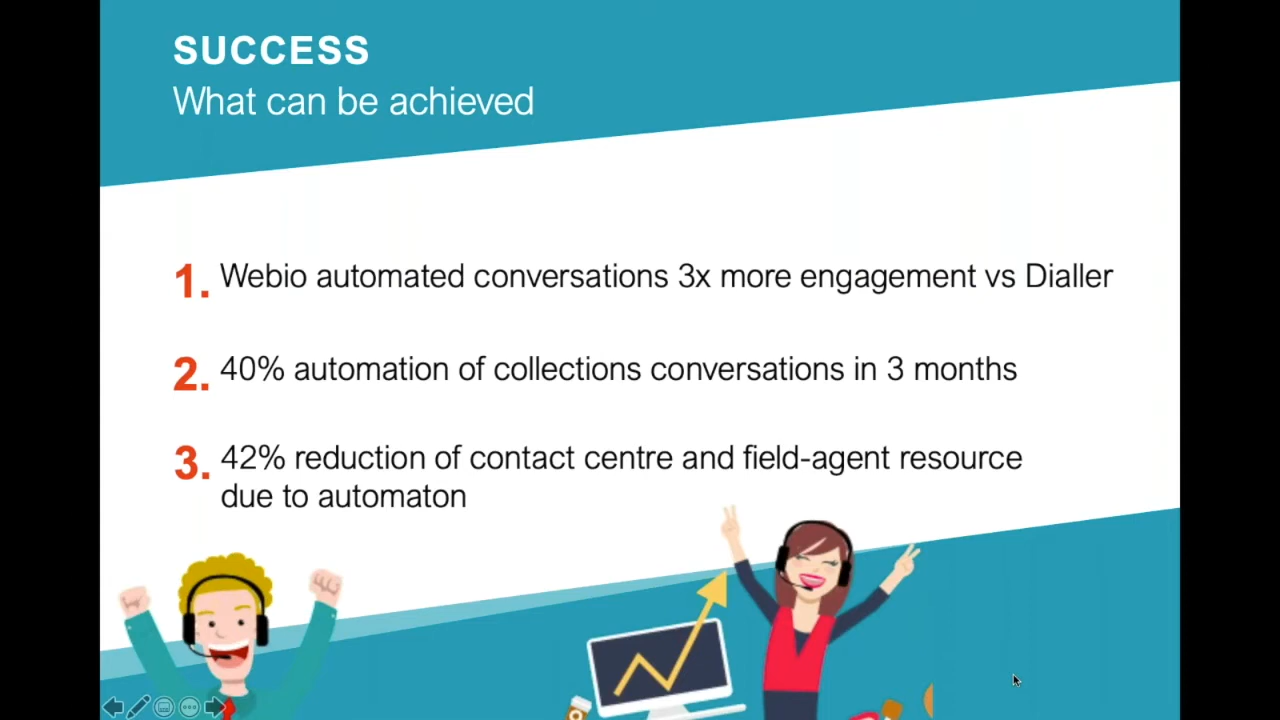 SUCCESS
What can be achieved
1. Webio automated conversations 3x more engagement vs Dialler
2. 40% automation of collections conversations in 3 months
3. 42% reduction of contact centre and field-agent resource
due to automaton